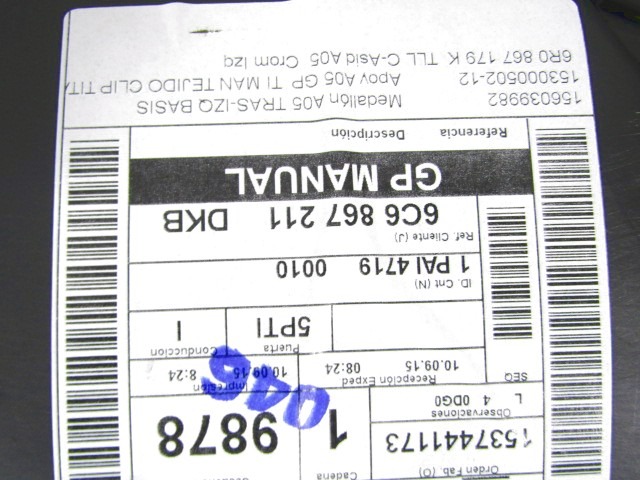 Orden Fab. (O)
Cadena
1537441173
1
9878
Observaciones
L 4 0DG0
SEQ
Recepción Exped
Impresión
10.09.15 08:24
10.09.15 8:24
Puerta
Conduccion
5PTI
I
ID. Cnt (N)
1 PAI 4719 0010
Ref. Cliente (J)
6C6 867 211 DKB
GP MANUAL
Referencia Descripción
156039982 Medallón A05 TRAS-IZQ BASIS
153000502-12 Apoy A05 GP TI MAN TEJIDO CLIP TIT
6R0 867 179 K TLL C-Asid A05 Crom Izq